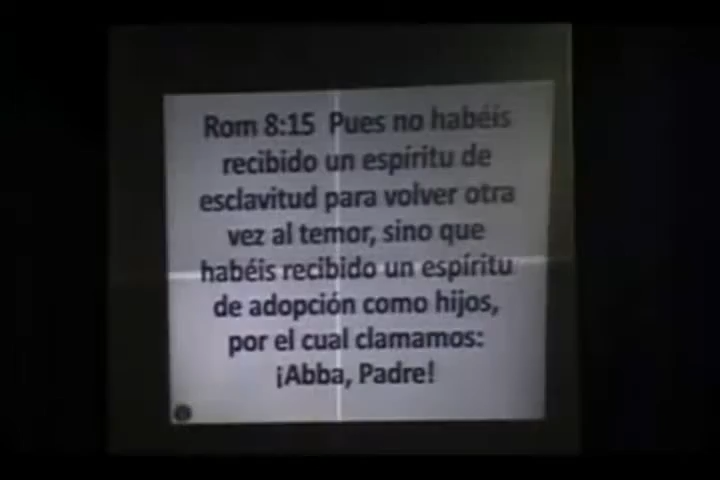 Rom 8:15 Pues no habéis
recibido un espíritu de
esclavitud para volver otra
vez al temor, sino que
habéis recibido un espíritu
de adopción como hijos,
por el cual clamamos:
¡Abba, Padre!